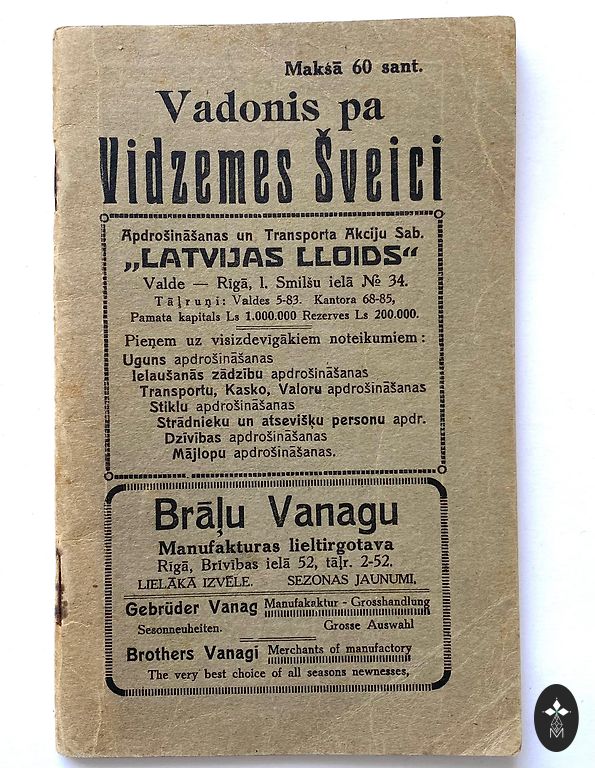 Maksā 60 sant.
Vadonis pa
Vidzemes Šveici
Apdrošināšanas un Transporta Akciju Sab.
„LATVIJAS LLOIDS“
Valde — Rīgā, l. Smilšu ielā № 34.
Tāļruņi: Valdes 5-83. Kantora 68-85,
Pamata kapitals Ls 1.000.000 Rezerves Ls 200.000.
Pieņem uz visizdevīgākiem noteikumiem:
Uguns apdrošināšanas
Ielaušanās zādzību apdrošināšanas
Transportu, Kasko, Valoru apdrošināšanas
Stiklu apdrošināšanas
Strādnieku un atsevišķu personu apdr.
Dzīvības apdrošināšanas
Mājlopu apdrošināšanas.
Brāļu Vanagu
Manufakturas lieltirgotava
Rīgā, Brīvības ielā 52, tāļr. 2-52.
LIELĀKĀ IZVĒLE. SEZONAS JAUNUMI,
Gebrüder Vanag Manufakaktur - Grosshandlung
Sesonneuheiten. Grosse Auswahl
Brothers Vanagi Merchants of manufactory
The very best choice of all seasons newnesses,
M